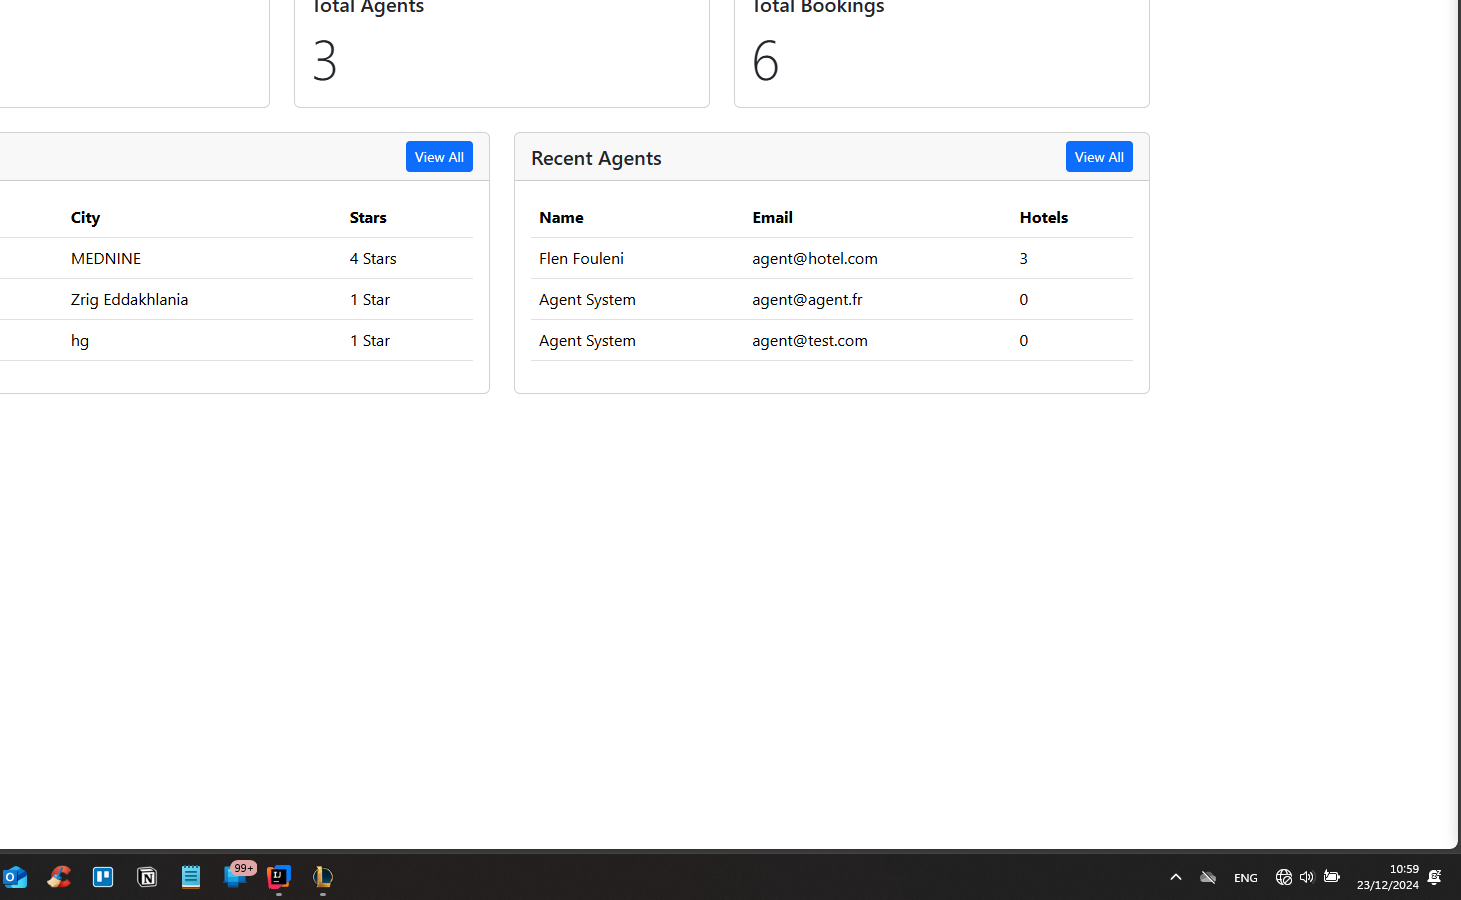 Total Agents
3
Total Bookings
6
View All
City Stars
MEDNINE 4 Stars
Zrig Eddakhlania 1 Star
hg 1 Star
Recent Agents View All
Name Email Hotels
Flen Fouleni agent@hotel.com 3
Agent System agent@agent.fr 0
Agent System agent@test.com 0
99+
ENG
10:59
23/12/2024